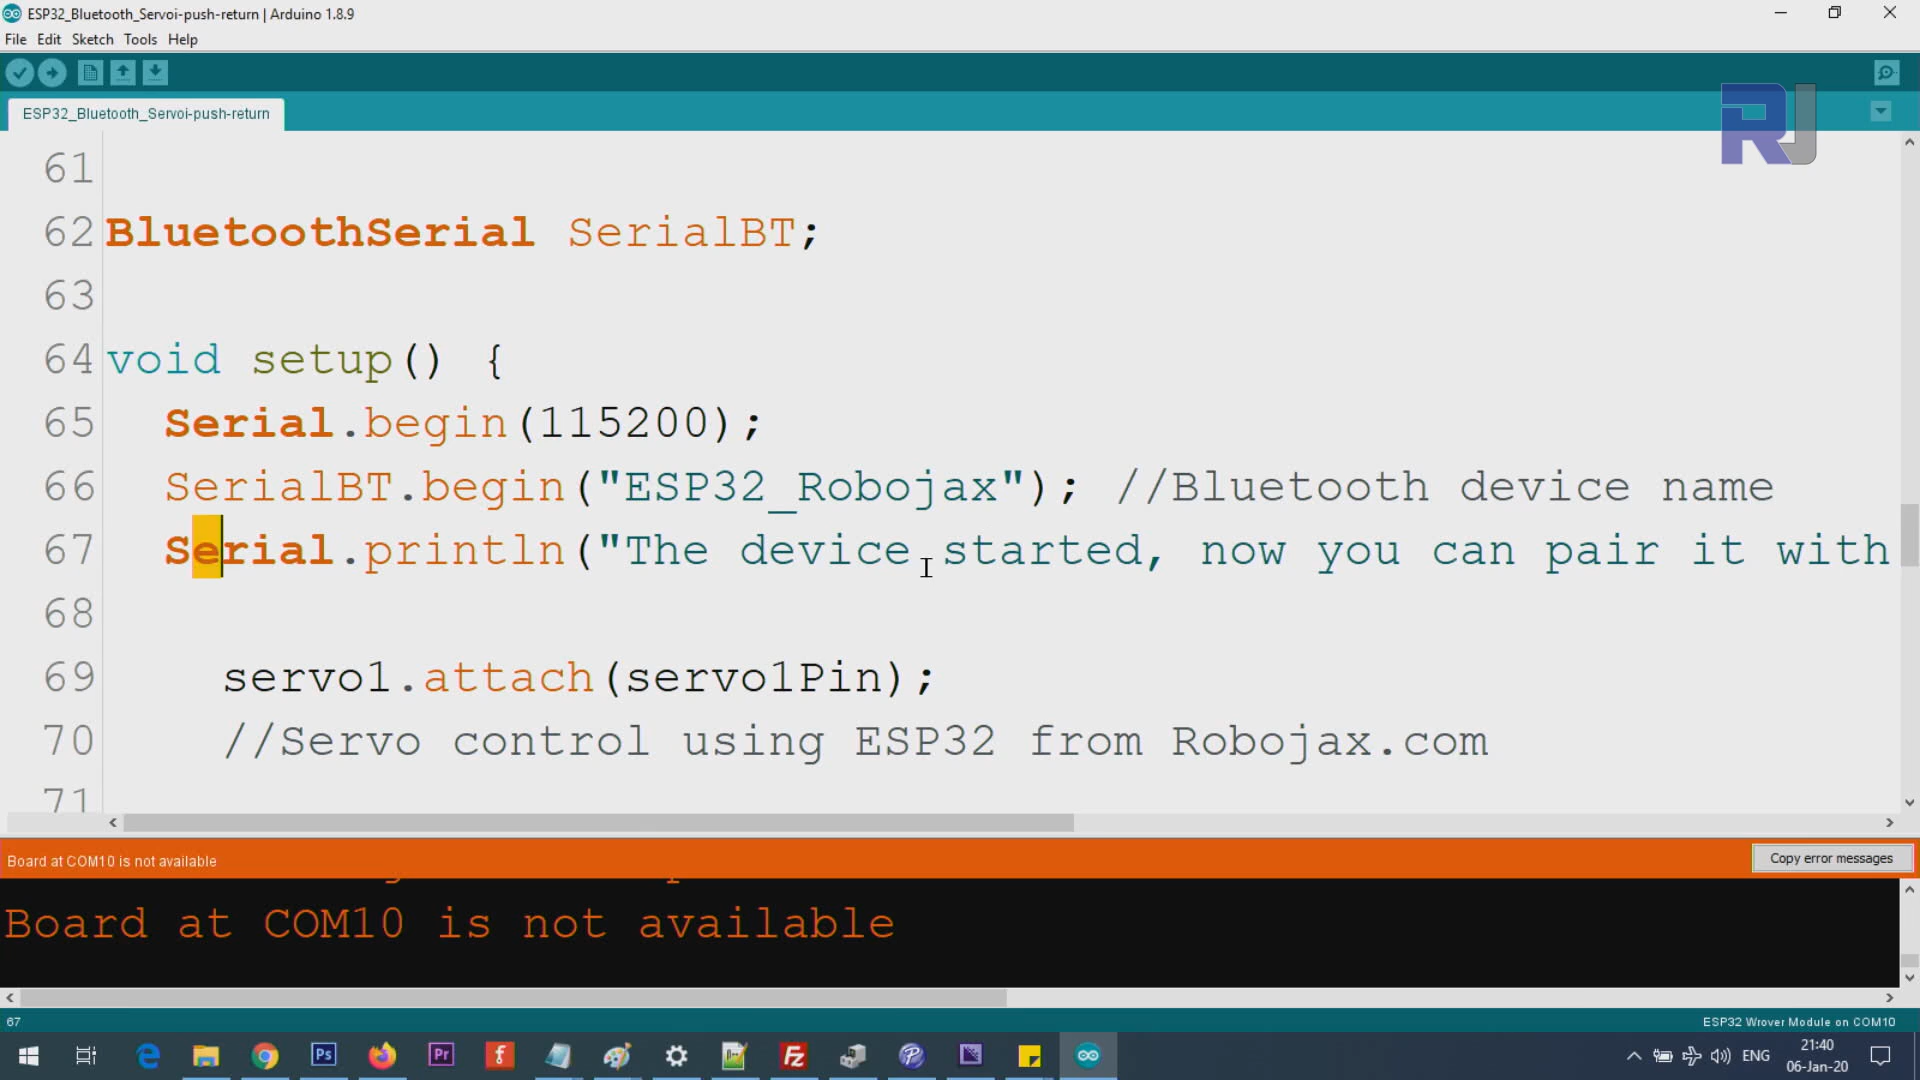 ESP32_Bluetooth_Servoi-push-return | Arduino 1.8.9
File Edit Sketch Tools Help
RJ
ESP32_Bluetooth_Servoi-push-return
61
62 BluetoothSerial SerialBT;
63
64 void setup() {
65 Serial.begin(115200);
66 SerialBT.begin("ESP32_Robojax"); //Bluetooth device name
67 Serial.println("The device started, now you can pair it with
68
69 servo1.attach(servo1Pin);
70 //Servo control using ESP32 from Robojax.com
71
Board at COM10 is not available
Copy error messages
Board at COM10 is not available
67
ESP32 Wrover Module on COM10
Ps
Pr
f
Fz
P
ENG
21:40
06-Jan-20